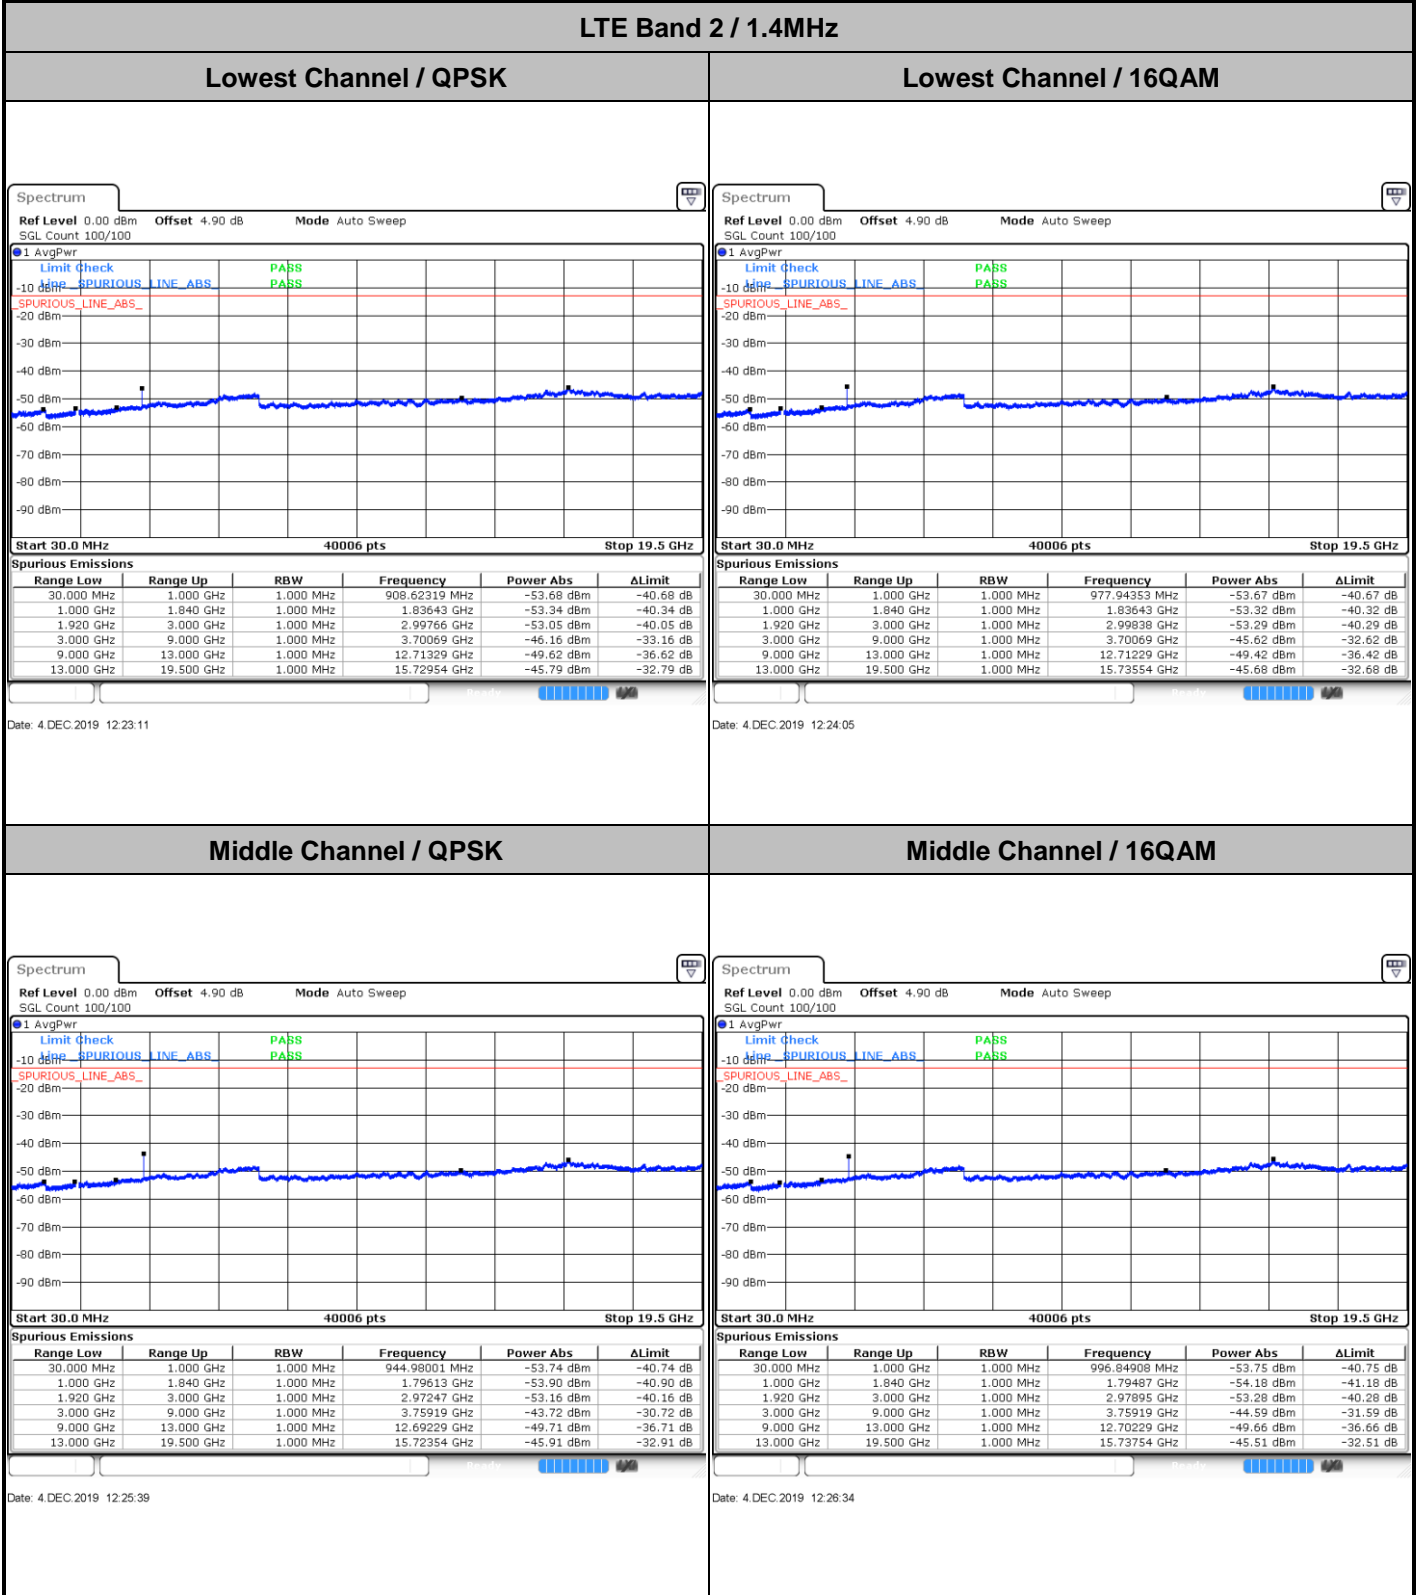 LTE Band 2 / 1.4MHz
Lowest Channel / QPSK
Lowest Channel / 16QAM
Spectrum
Ref Level 0.00 dBm Offset 4.90 dB Mode Auto Sweep
SGL Count 100/100
1 AvgPwr
Limit Check PASS
Line _SPURIOUS_LINE_ABS_ PASS
-10 dBm
_SPURIOUS_LINE_ABS_
-20 dBm
-30 dBm
-40 dBm
-50 dBm
-60 dBm
-70 dBm
-80 dBm
-90 dBm
Start 30.0 MHz 40006 pts Stop 19.5 GHz
Spurious Emissions
Range Low Range Up RBW Frequency Power Abs ΔLimit
30.000 MHz 1.000 GHz 1.000 MHz 908.62319 MHz -53.68 dBm -40.68 dB
1.000 GHz 1.840 GHz 1.000 MHz 1.83643 GHz -53.34 dBm -40.34 dB
1.920 GHz 3.000 GHz 1.000 MHz 2.99766 GHz -53.05 dBm -40.05 dB
3.000 GHz 9.000 GHz 1.000 MHz 3.70069 GHz -46.16 dBm -33.16 dB
9.000 GHz 13.000 GHz 1.000 MHz 12.71329 GHz -49.62 dBm -36.62 dB
13.000 GHz 19.500 GHz 1.000 MHz 15.72954 GHz -45.79 dBm -32.79 dB
Ready
Date: 4.DEC.2019 12:23:11
Spectrum
Ref Level 0.00 dBm Offset 4.90 dB Mode Auto Sweep
SGL Count 100/100
1 AvgPwr
Limit Check PASS
Line _SPURIOUS_LINE_ABS_ PASS
-10 dBm
_SPURIOUS_LINE_ABS_
-20 dBm
-30 dBm
-40 dBm
-50 dBm
-60 dBm
-70 dBm
-80 dBm
-90 dBm
Start 30.0 MHz 40006 pts Stop 19.5 GHz
Spurious Emissions
Range Low Range Up RBW Frequency Power Abs ΔLimit
30.000 MHz 1.000 GHz 1.000 MHz 977.94353 MHz -53.67 dBm -40.67 dB
1.000 GHz 1.840 GHz 1.000 MHz 1.83643 GHz -53.32 dBm -40.32 dB
1.920 GHz 3.000 GHz 1.000 MHz 2.99838 GHz -53.29 dBm -40.29 dB
3.000 GHz 9.000 GHz 1.000 MHz 3.70069 GHz -45.62 dBm -32.62 dB
9.000 GHz 13.000 GHz 1.000 MHz 12.71229 GHz -49.42 dBm -36.42 dB
13.000 GHz 19.500 GHz 1.000 MHz 15.73554 GHz -45.68 dBm -32.68 dB
Ready
Date: 4.DEC.2019 12:24:05
Middle Channel / QPSK
Middle Channel / 16QAM
Spectrum
Ref Level 0.00 dBm Offset 4.90 dB Mode Auto Sweep
SGL Count 100/100
1 AvgPwr
Limit Check PASS
Line _SPURIOUS_LINE_ABS_ PASS
-10 dBm
_SPURIOUS_LINE_ABS_
-20 dBm
-30 dBm
-40 dBm
-50 dBm
-60 dBm
-70 dBm
-80 dBm
-90 dBm
Start 30.0 MHz 40006 pts Stop 19.5 GHz
Spurious Emissions
Range Low Range Up RBW Frequency Power Abs ΔLimit
30.000 MHz 1.000 GHz 1.000 MHz 944.98001 MHz -53.74 dBm -40.74 dB
1.000 GHz 1.840 GHz 1.000 MHz 1.79613 GHz -53.90 dBm -40.90 dB
1.920 GHz 3.000 GHz 1.000 MHz 2.97247 GHz -53.16 dBm -40.16 dB
3.000 GHz 9.000 GHz 1.000 MHz 3.75919 GHz -43.72 dBm -30.72 dB
9.000 GHz 13.000 GHz 1.000 MHz 12.69229 GHz -49.71 dBm -36.71 dB
13.000 GHz 19.500 GHz 1.000 MHz 15.72354 GHz -45.91 dBm -32.91 dB
Ready
Date: 4.DEC.2019 12:25:39
Spectrum
Ref Level 0.00 dBm Offset 4.90 dB Mode Auto Sweep
SGL Count 100/100
1 AvgPwr
Limit Check PASS
Line _SPURIOUS_LINE_ABS_ PASS
-10 dBm
_SPURIOUS_LINE_ABS_
-20 dBm
-30 dBm
-40 dBm
-50 dBm
-60 dBm
-70 dBm
-80 dBm
-90 dBm
Start 30.0 MHz 40006 pts Stop 19.5 GHz
Spurious Emissions
Range Low Range Up RBW Frequency Power Abs ΔLimit
30.000 MHz 1.000 GHz 1.000 MHz 996.84908 MHz -53.75 dBm -40.75 dB
1.000 GHz 1.840 GHz 1.000 MHz 1.79487 GHz -54.18 dBm -41.18 dB
1.920 GHz 3.000 GHz 1.000 MHz 2.97895 GHz -53.28 dBm -40.28 dB
3.000 GHz 9.000 GHz 1.000 MHz 3.75919 GHz -44.59 dBm -31.59 dB
9.000 GHz 13.000 GHz 1.000 MHz 12.70229 GHz -49.66 dBm -36.66 dB
13.000 GHz 19.500 GHz 1.000 MHz 15.73754 GHz -45.51 dBm -32.51 dB
Ready
Date: 4.DEC.2019 12:26:34